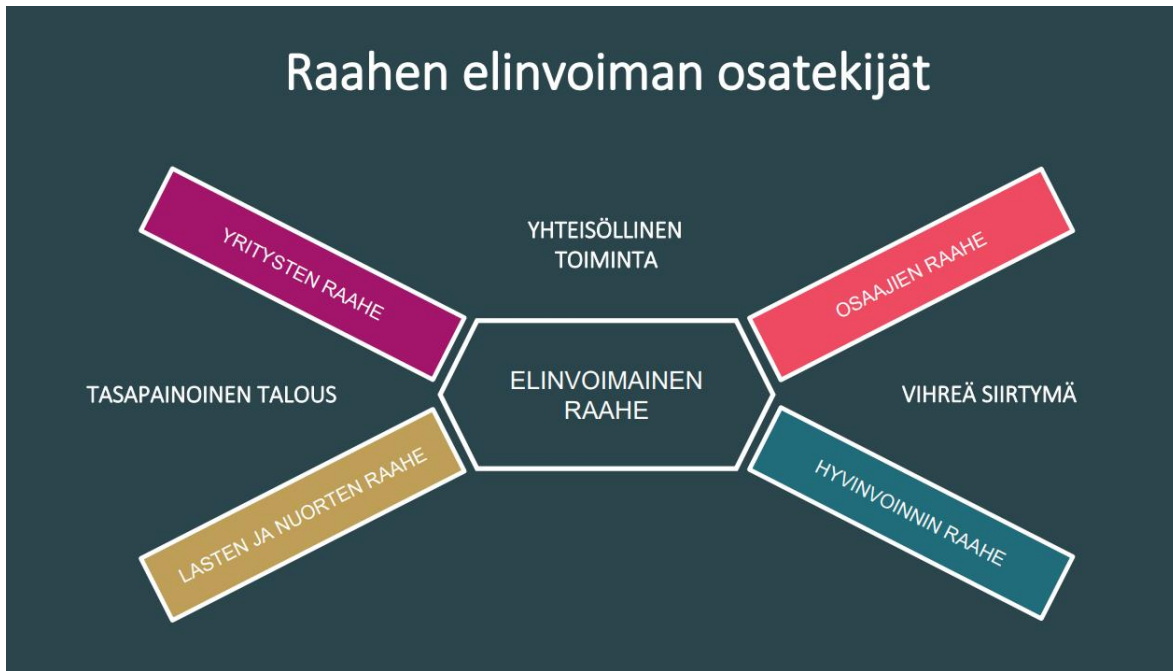 Raahen elinvoiman osatekijät
YRITYSTEN RAAHE
YHTEISÖLLINEN
TOIMINTA
OSAAJIEN RAAHE
TASAPAINOINEN TALOUS
ELINVOIMAINEN
RAAHE
VIHREÄ SIIRTYMÄ
LASTEN JA NUORTEN RAAHE
HYVINVOINNIN RAAHE